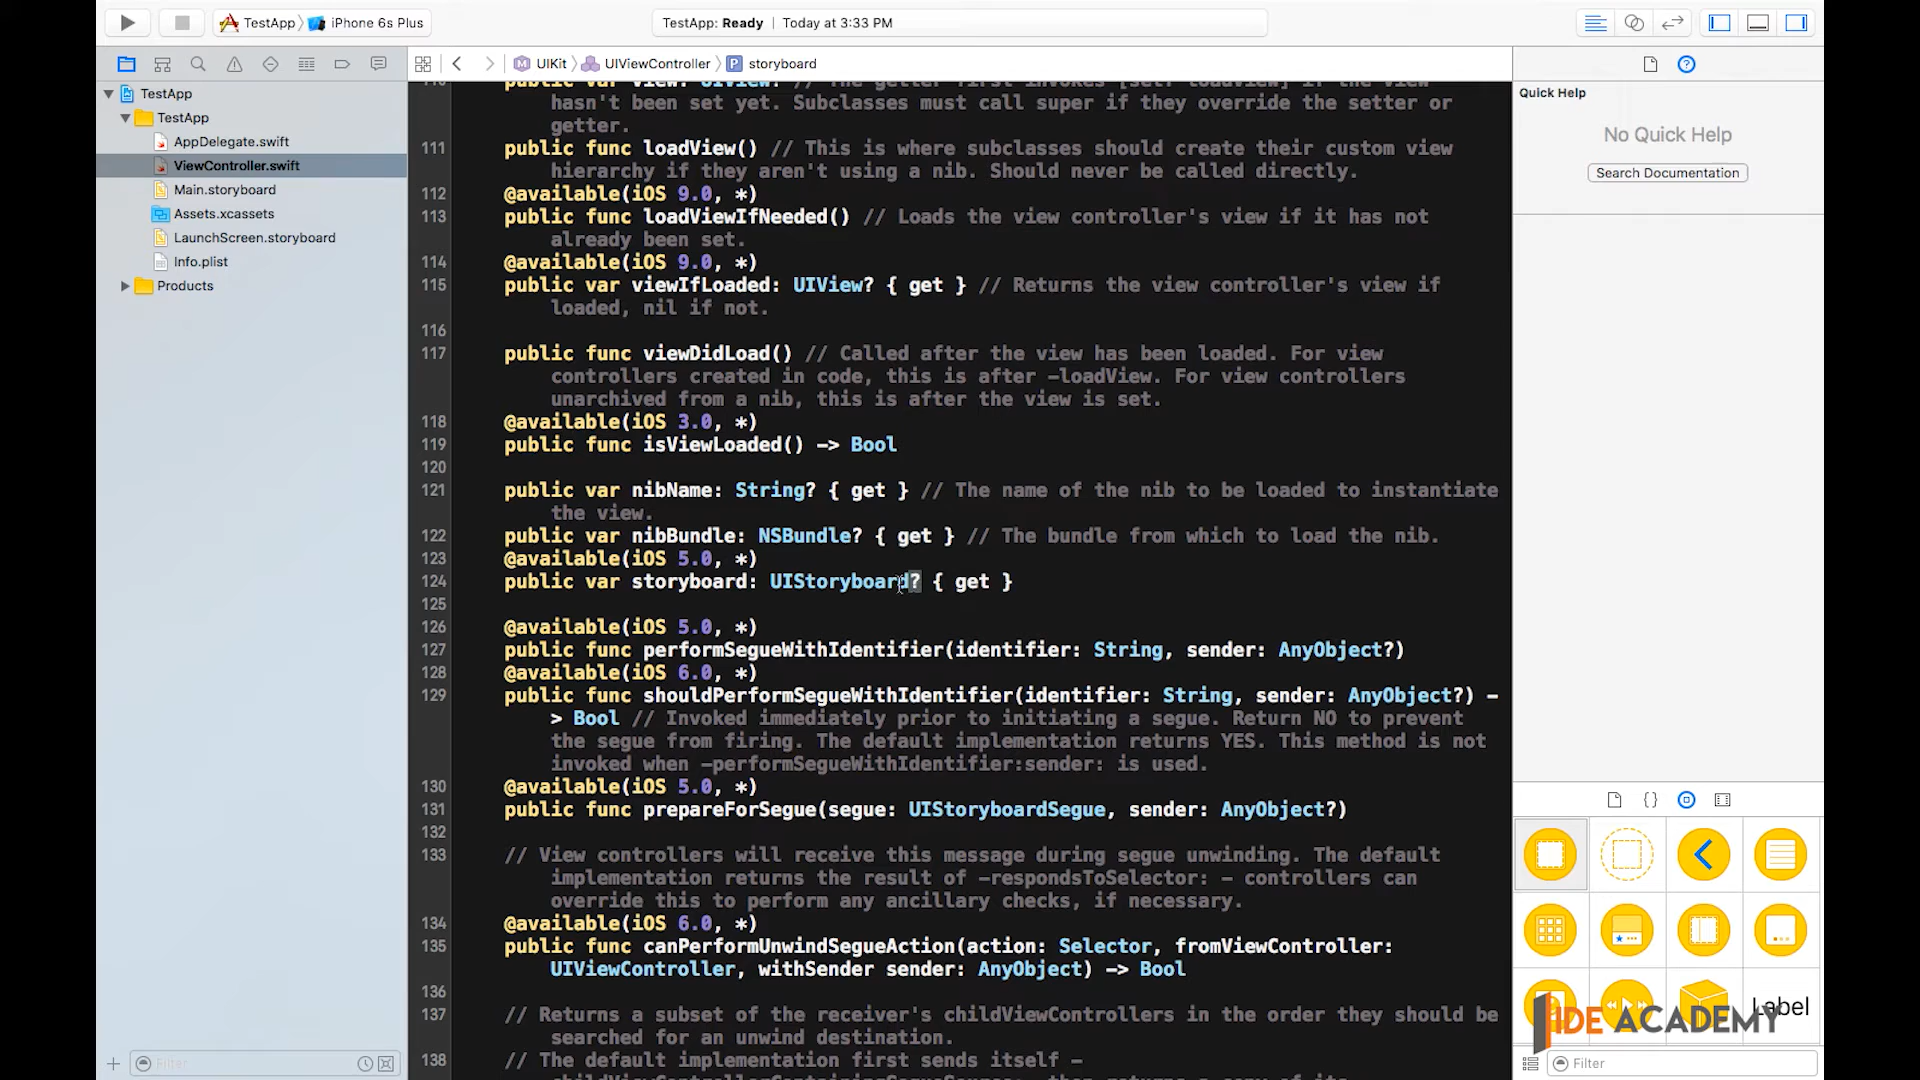 TestApp
iPhone 6s Plus
TestApp: Ready | Today at 3:33 PM
UIKit
UIViewController
P
storyboard
TestApp
TestApp
AppDelegate.swift
ViewController.swift
Main.storyboard
Assets.xcassets
LaunchScreen.storyboard
Info.plist
Products
Filter
hasn't been set yet. Subclasses must call super if they override the setter or
getter.
111 public func loadView() // This is where subclasses should create their custom view
hierarchy if they aren't using a nib. Should never be called directly.
112 @available(iOS 9.0, *)
113 public func loadViewIfNeeded() // Loads the view controller's view if it has not
already been set.
114 @available(iOS 9.0, *)
115 public var viewIfLoaded: UIView? { get } // Returns the view controller's view if
loaded, nil if not.
116
117 public func viewDidLoad() // Called after the view has been loaded. For view
controllers created in code, this is after -loadView. For view controllers
unarchived from a nib, this is after the view is set.
118 @available(iOS 3.0, *)
119 public func isViewLoaded() -> Bool
120
121 public var nibName: String? { get } // The name of the nib to be loaded to instantiate
the view.
122 public var nibBundle: NSBundle? { get } // The bundle from which to load the nib.
123 @available(iOS 5.0, *)
124 public var storyboard: UIStoryboard? { get }
125
126 @available(iOS 5.0, *)
127 public func performSegueWithIdentifier(identifier: String, sender: AnyObject?)
128 @available(iOS 6.0, *)
129 public func shouldPerformSegueWithIdentifier(identifier: String, sender: AnyObject?) -
> Bool // Invoked immediately prior to initiating a segue. Return NO to prevent
the segue from firing. The default implementation returns YES. This method is not
invoked when -performSegueWithIdentifier:sender: is used.
130 @available(iOS 5.0, *)
131 public func prepareForSegue(segue: UIStoryboardSegue, sender: AnyObject?)
132
133 // View controllers will receive this message during segue unwinding. The default
implementation returns the result of -respondsToSelector: - controllers can
override this to perform any ancillary checks, if necessary.
134 @available(iOS 6.0, *)
135 public func canPerformUnwindSegueAction(action: Selector, fromViewController:
UIViewController, withSender sender: AnyObject) -> Bool
136
137 // Returns a subset of the receiver's childViewControllers in the order they should be
searched for an unwind destination.
138 // The default implementation first sends itself -
Quick Help
No Quick Help
Search Documentation
{}
Label
IDE ACADEMY
Filter